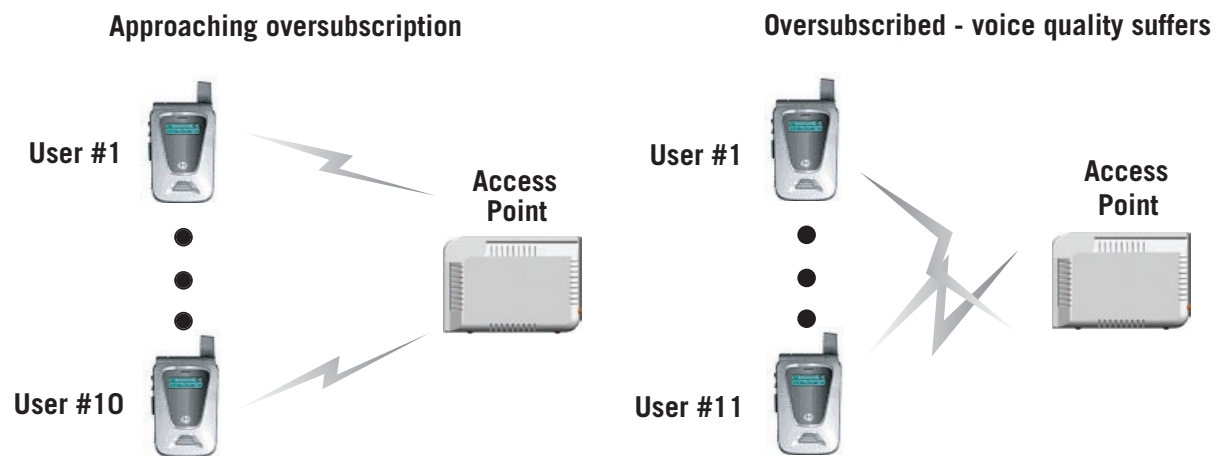 Approaching oversubscription
User #1
Access
Point
User #10
Oversubscribed - voice quality suffers
User #1
Access
Point
User #11